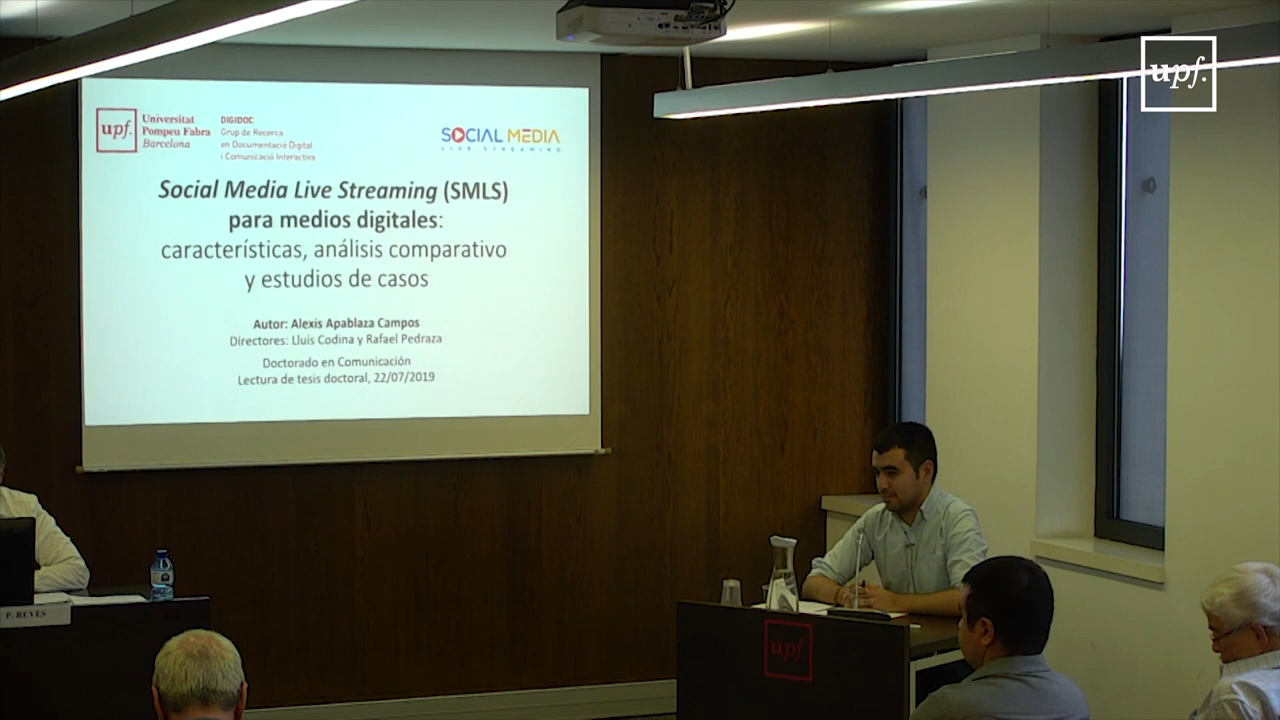 upf.
Universitat
Pompeu Fabra
Barcelona
DIGIDOC
Grup de Recerca
en Documentació Digital
i Comunicació Interactiva
SOCIAL MEDIA
LIVE STREAMING
Social Media Live Streaming (SMLS)
para medios digitales:
características, análisis comparativo
y estudios de casos
Autor: Alexis Apablaza Campos
Directores: Lluís Codina y Rafael Pedraza
Doctorado en Comunicación
Lectura de tesis doctoral, 22/07/2019
upf.
P. REVÉS
upf.